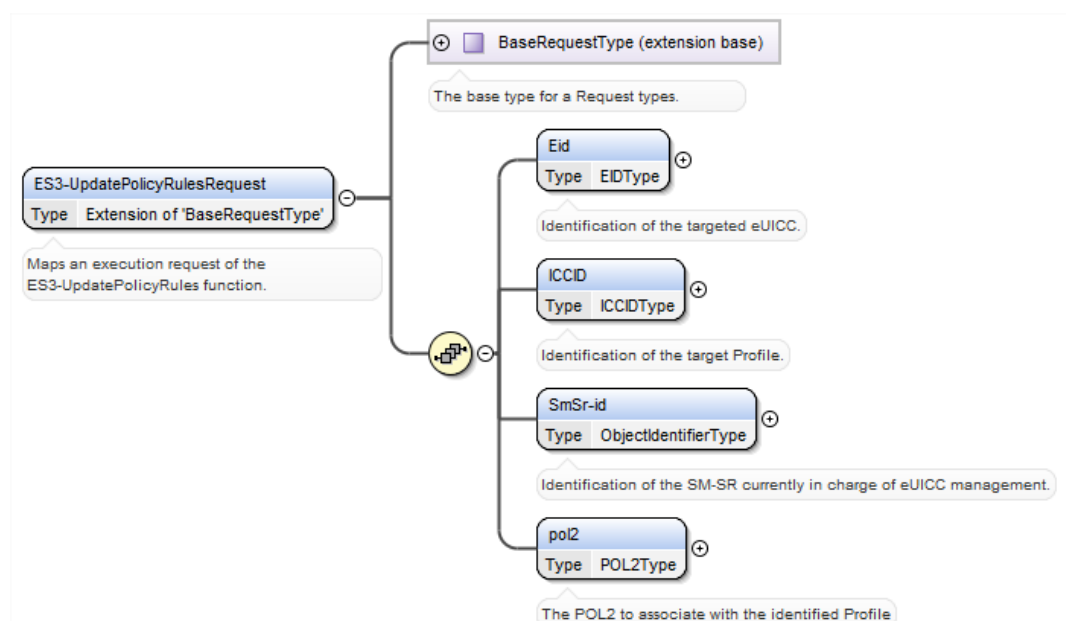 BaseRequestType (extension base)
The base type for a Request types.
ES3-UpdatePolicyRulesRequest
Type Extension of 'BaseRequestType'
Maps an execution request of the
ES3-UpdatePolicyRules function.
Eid
Type EIDType
Identification of the targeted eUICC.
ICCID
Type ICCIDType
Identification of the target Profile.
SmSr-id
Type ObjectIdentifierType
Identification of the SM-SR currently in charge of eUICC management.
pol2
Type POL2Type
The POL2 to associate with the identified Profile